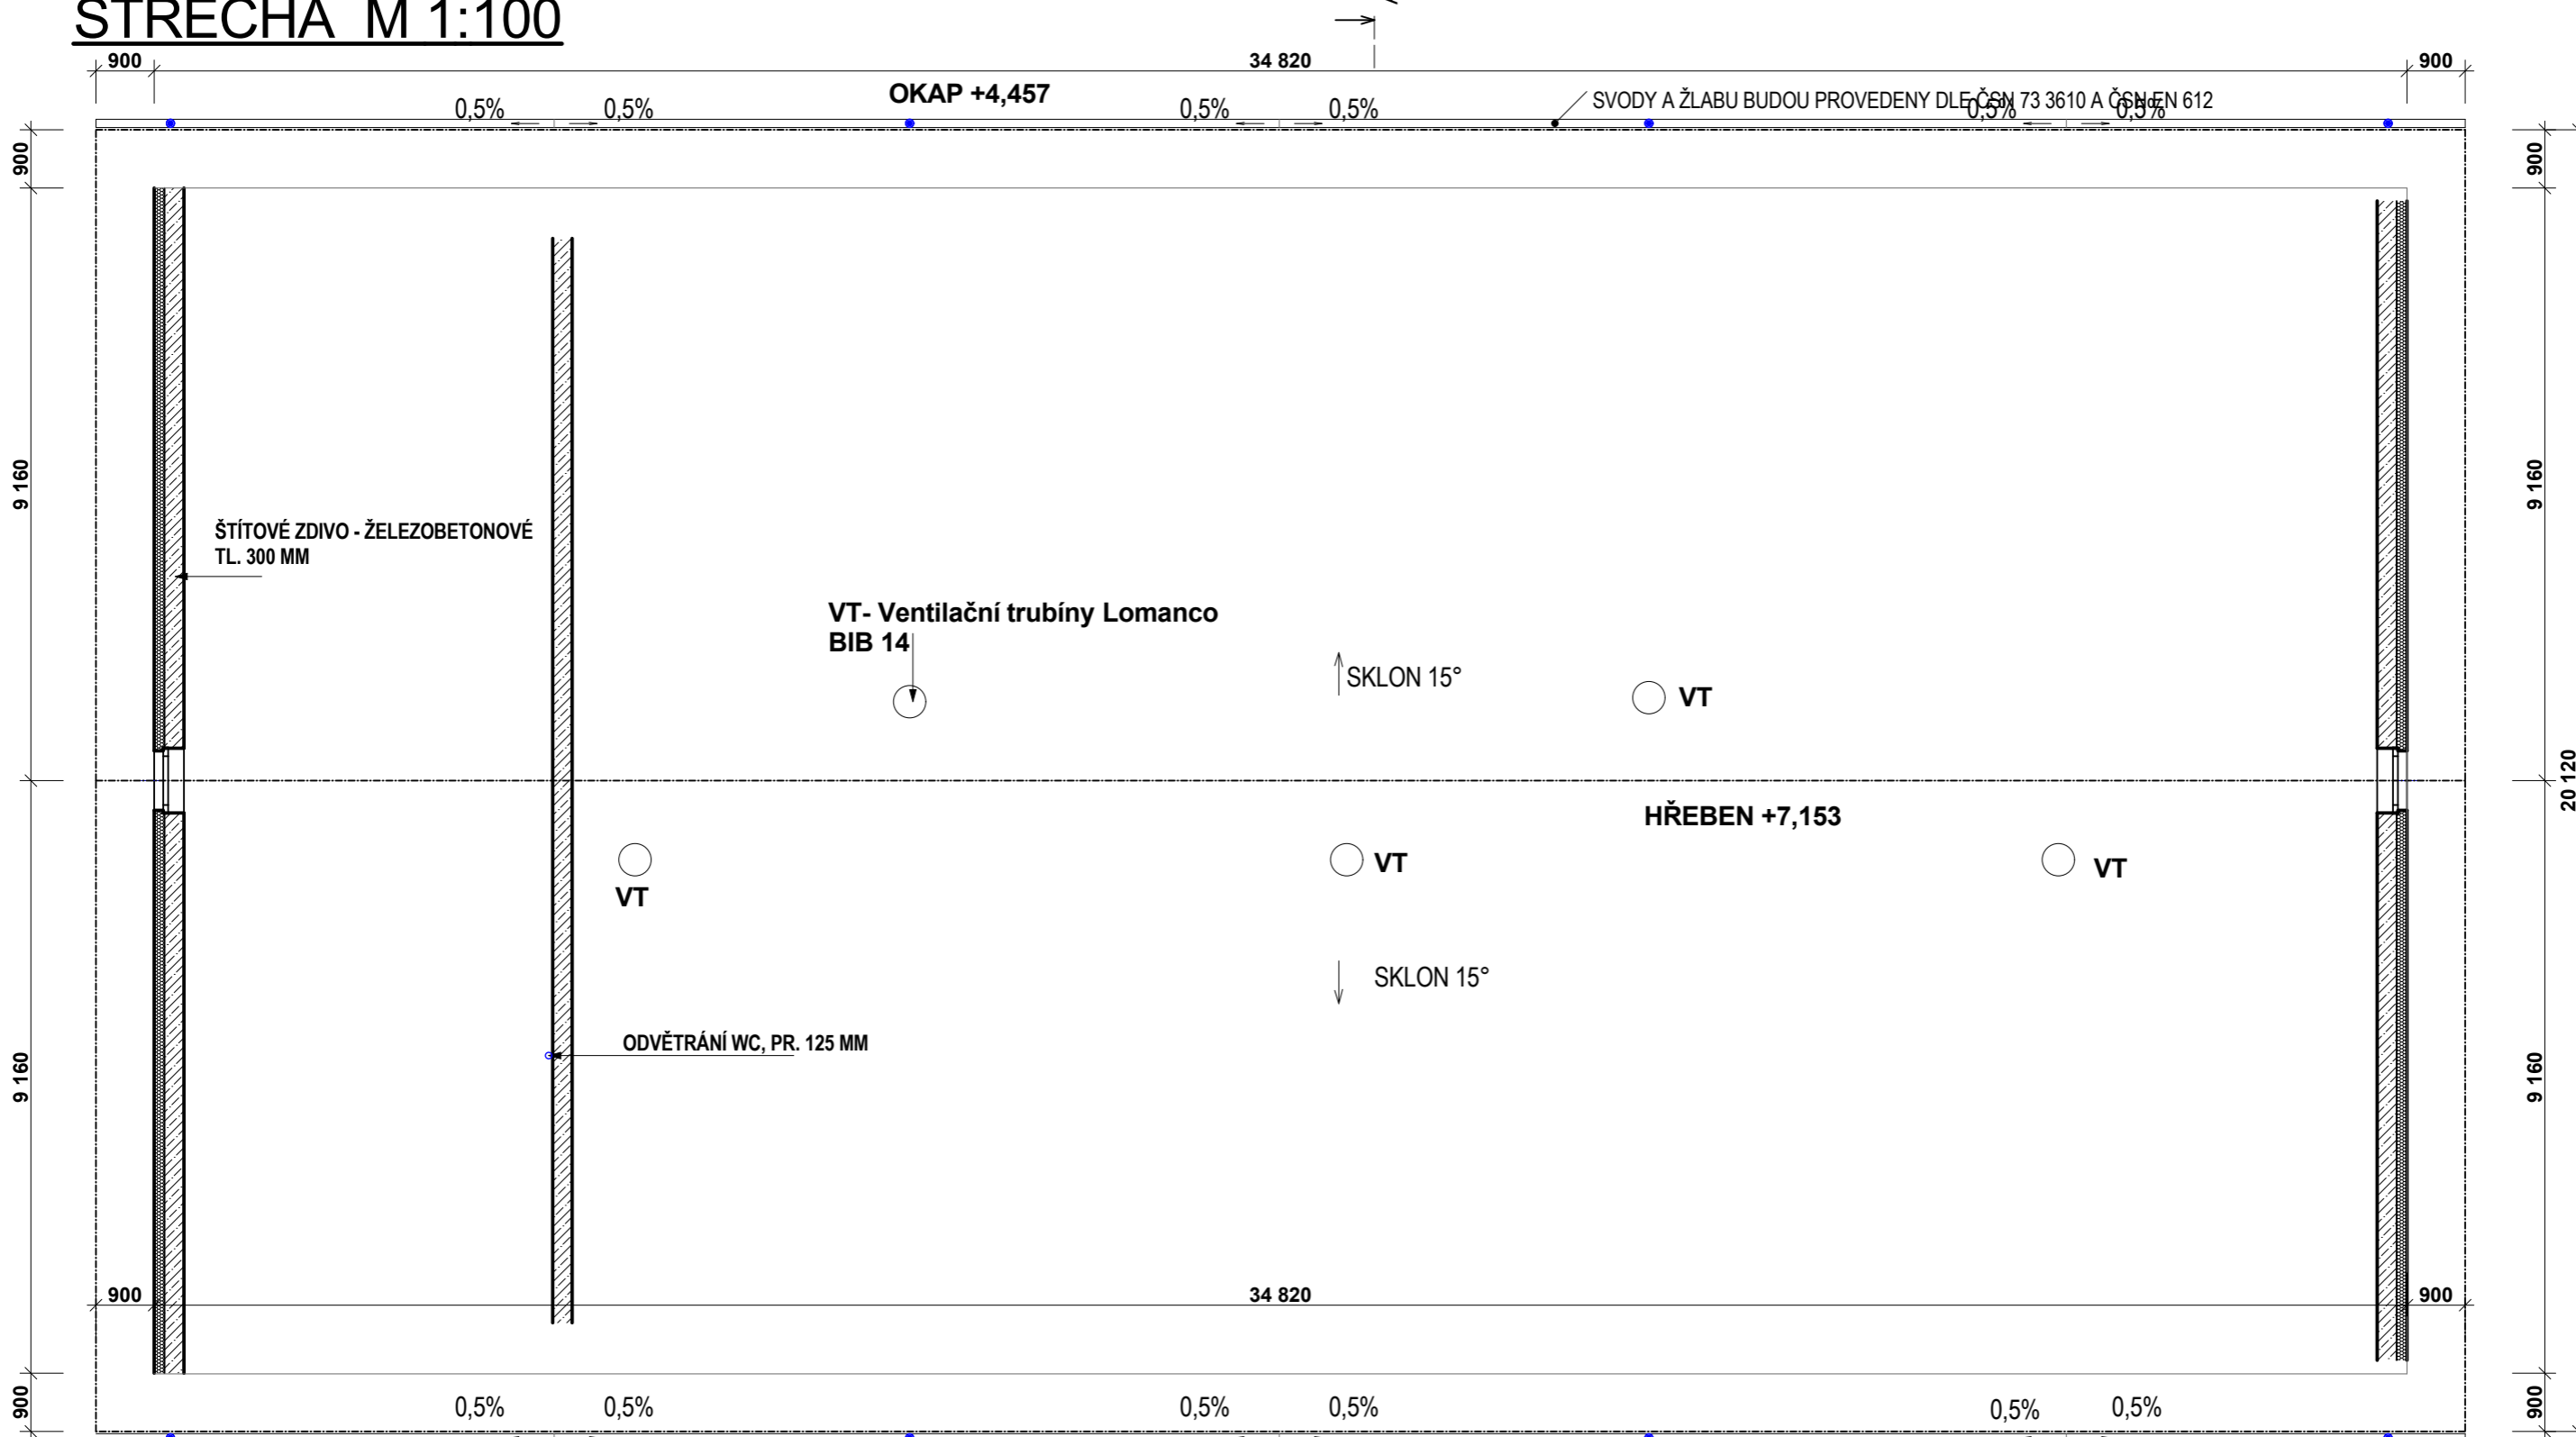 STŘECHA M 1:100
900
34 820
900
OKAP +4,457
0,5%
0,5%
0,5%
0,5%
SVODY A ŽLABU BUDOU PROVEDENY DLE ČSN 73 3610 A ČSN EN 612
0,5%
0,5%
900
900
9 160
9 160
ŠTÍTOVÉ ZDIVO - ŽELEZOBETONOVÉ
TL. 300 MM
VT- Ventilační trubíny Lomanco
BIB 14
SKLON 15°
VT
20 120
HŘEBEN +7,153
VT
VT
VT
SKLON 15°
ODVĚTRÁNÍ WC, PR. 125 MM
9 160
9 160
900
34 820
900
900
0,5%
0,5%
0,5%
0,5%
0,5%
0,5%
900